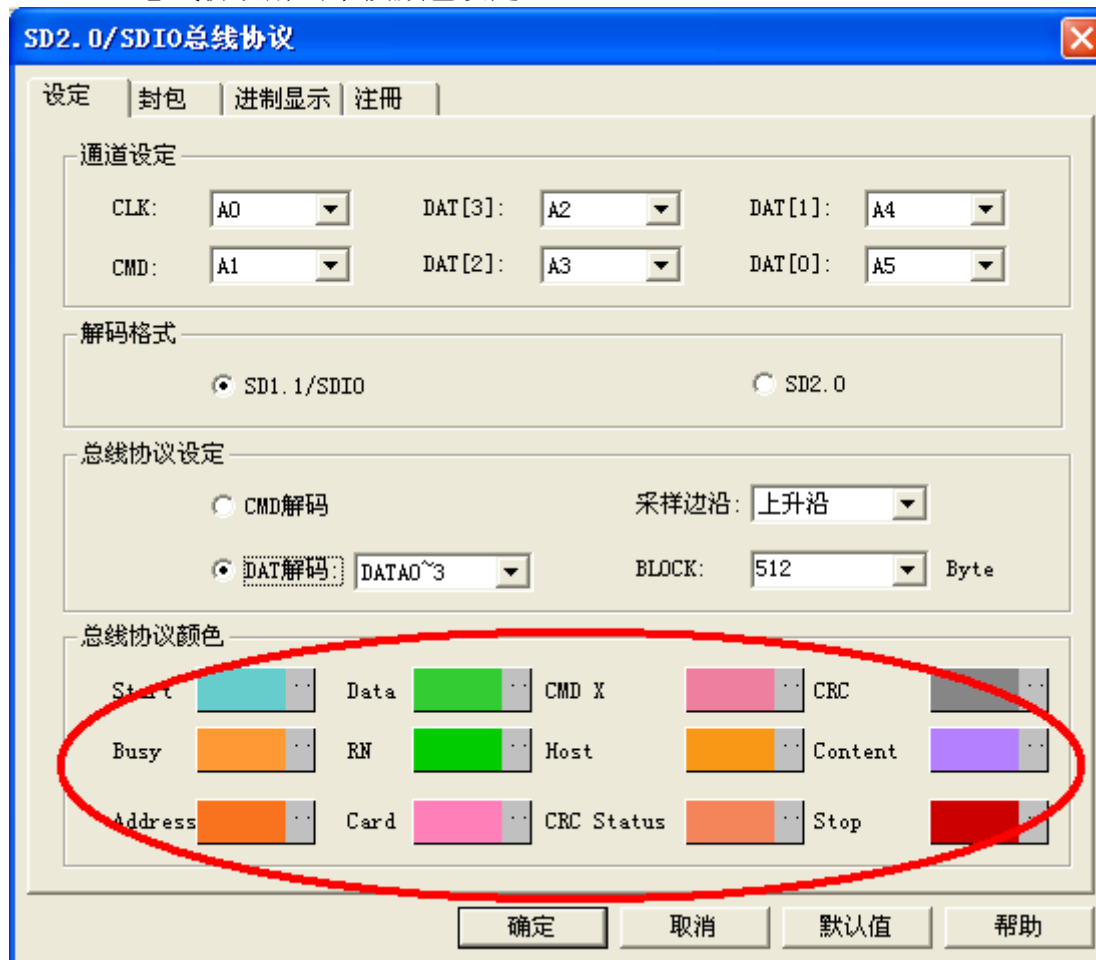 SD2.0/SDIO总线协议
设定 封包 进制显示 注册
通道设定
CLK: A0 DAT[3]: A2 DAT[1]: A4
CMD: A1 DAT[2]: A3 DAT[0]: A5
解码格式
SD1.1/SDIO SD2.0
总线协议设定
CMD解码 采样边沿: 上升沿
DAT解码: DATA0~3 BLOCK: 512 Byte
总线协议颜色
Start Data CMD X CRC
Busy RN Host Content
Address Card CRC Status Stop
确定 取消 默认值 帮助